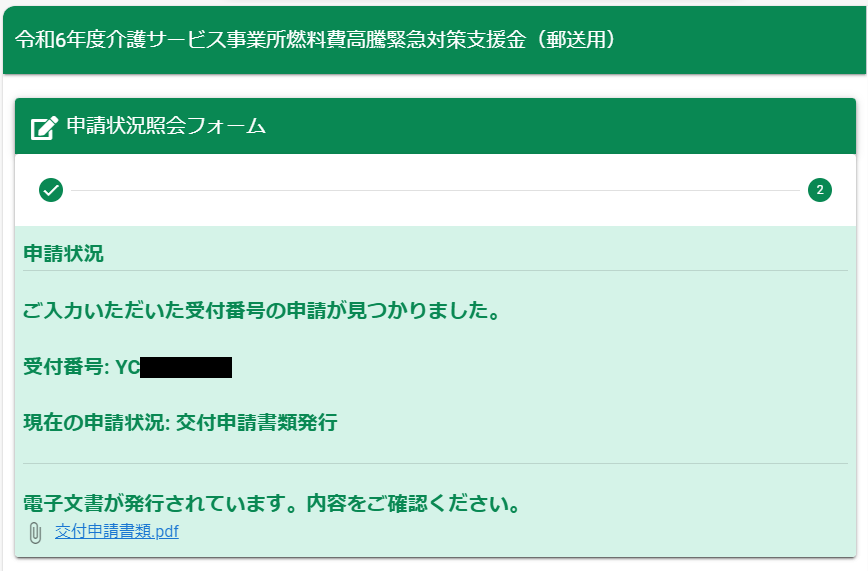 令和6年度介護サービス事業所燃料費高騰緊急対策支援金（郵送用）
申請状況照会フォーム
2
申請状況
ご入力いただいた受付番号の申請が見つかりました。
受付番号: YC
現在の申請状況: 交付申請書類発行
電子文書が発行されています。内容をご確認ください。
交付申請書類.pdf